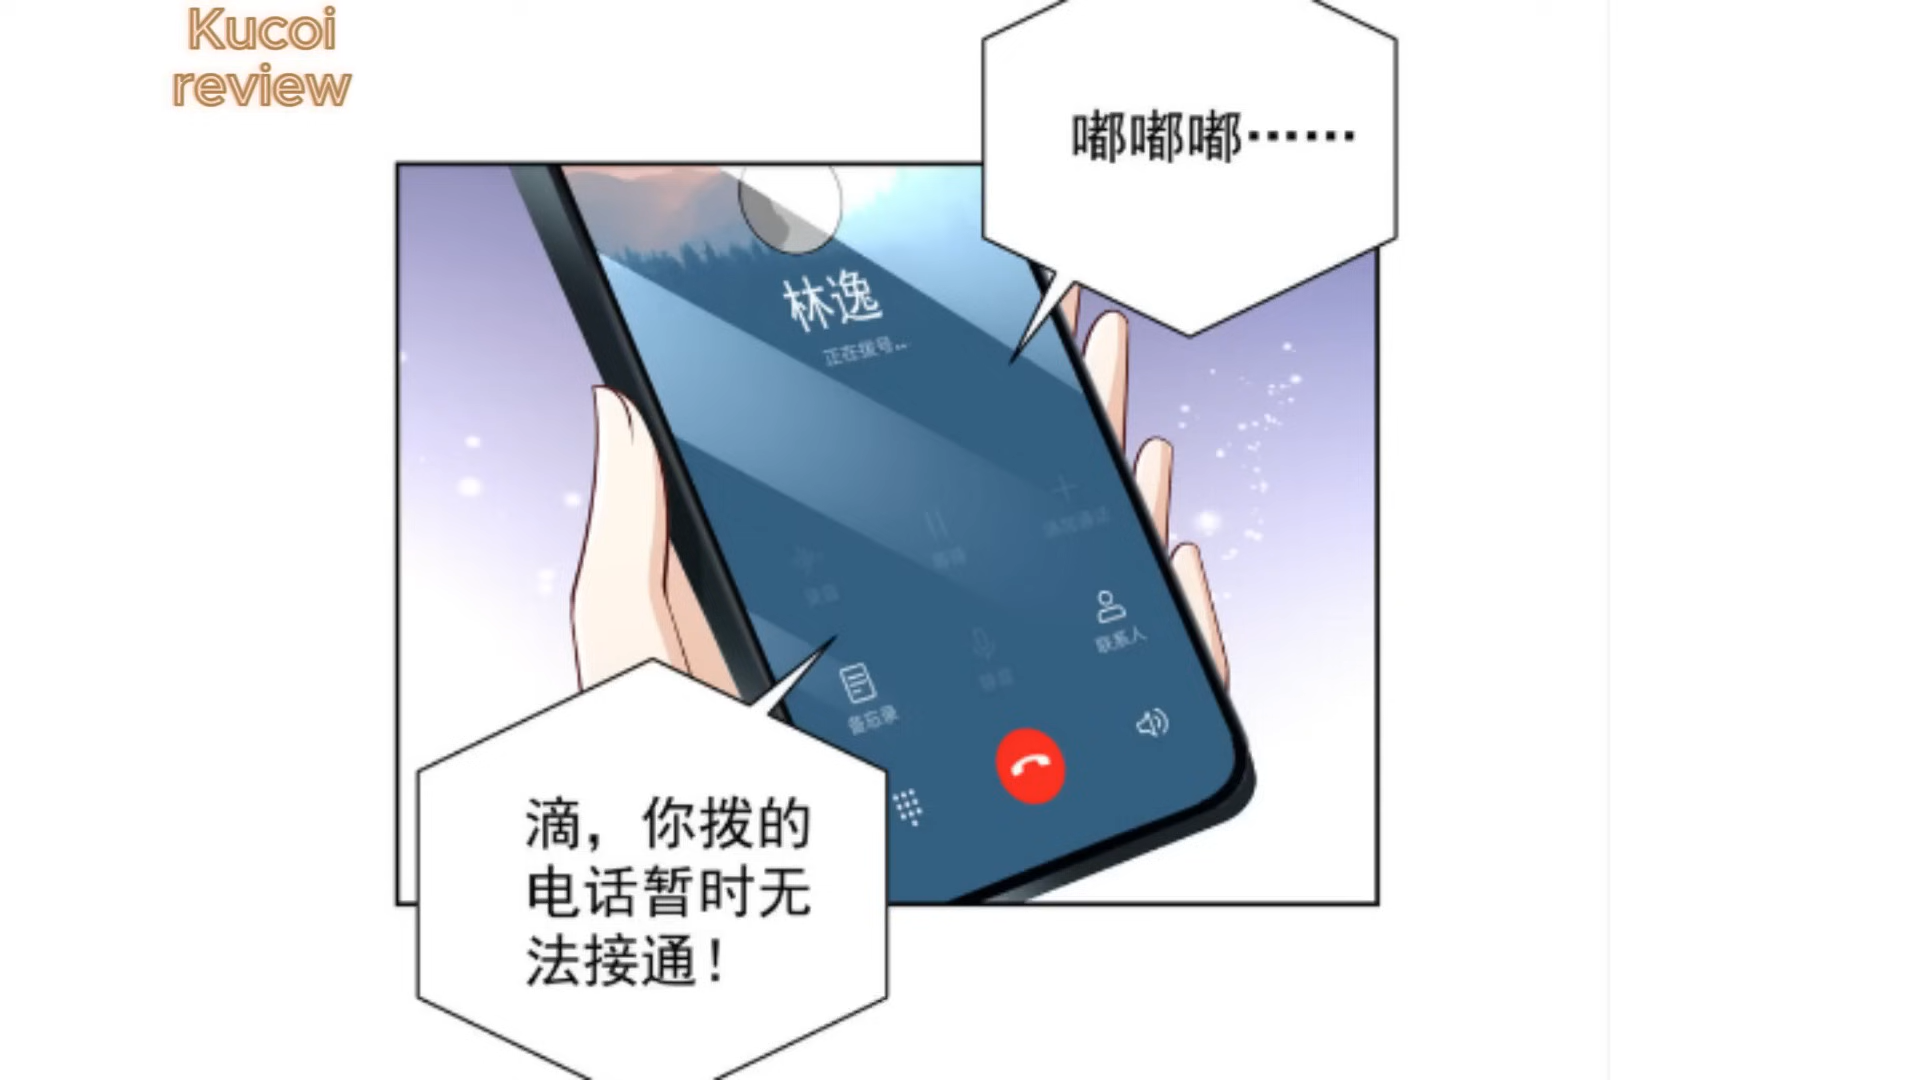 Kucoi
review
嘟嘟嘟……
林逸
正在拨号..
联系人
备忘录
滴，你拨的
电话暂时无
法接通！